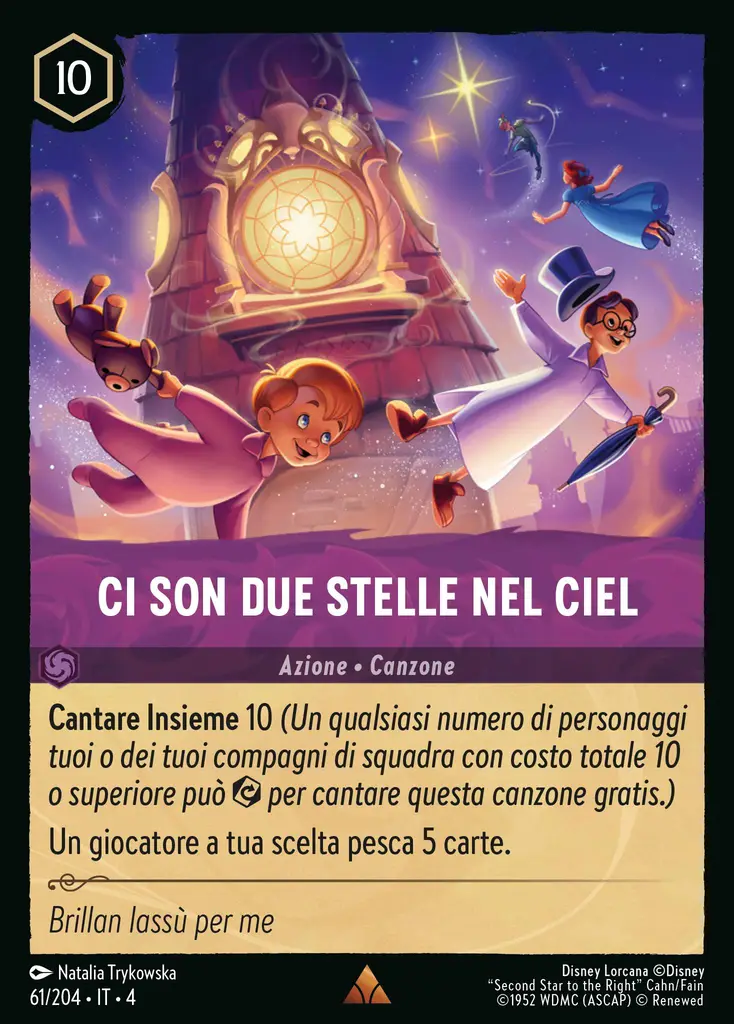 10
CI SON DUE STELLE NEL CIEL
Azione • Canzone
Cantare Insieme 10 (Un qualsiasi numero di personaggi
tuoi o dei tuoi compagni di squadra con costo totale 10
o superiore può per cantare questa canzone gratis.)
Un giocatore a tua scelta pesca 5 carte.
Brillan lassù per me
Natalia Trykowska
61/204 • IT • 4
Disney Lorcana ©Disney
“Second Star to the Right” Cahn/Fain
©1952 WDMC (ASCAP) © Renewed